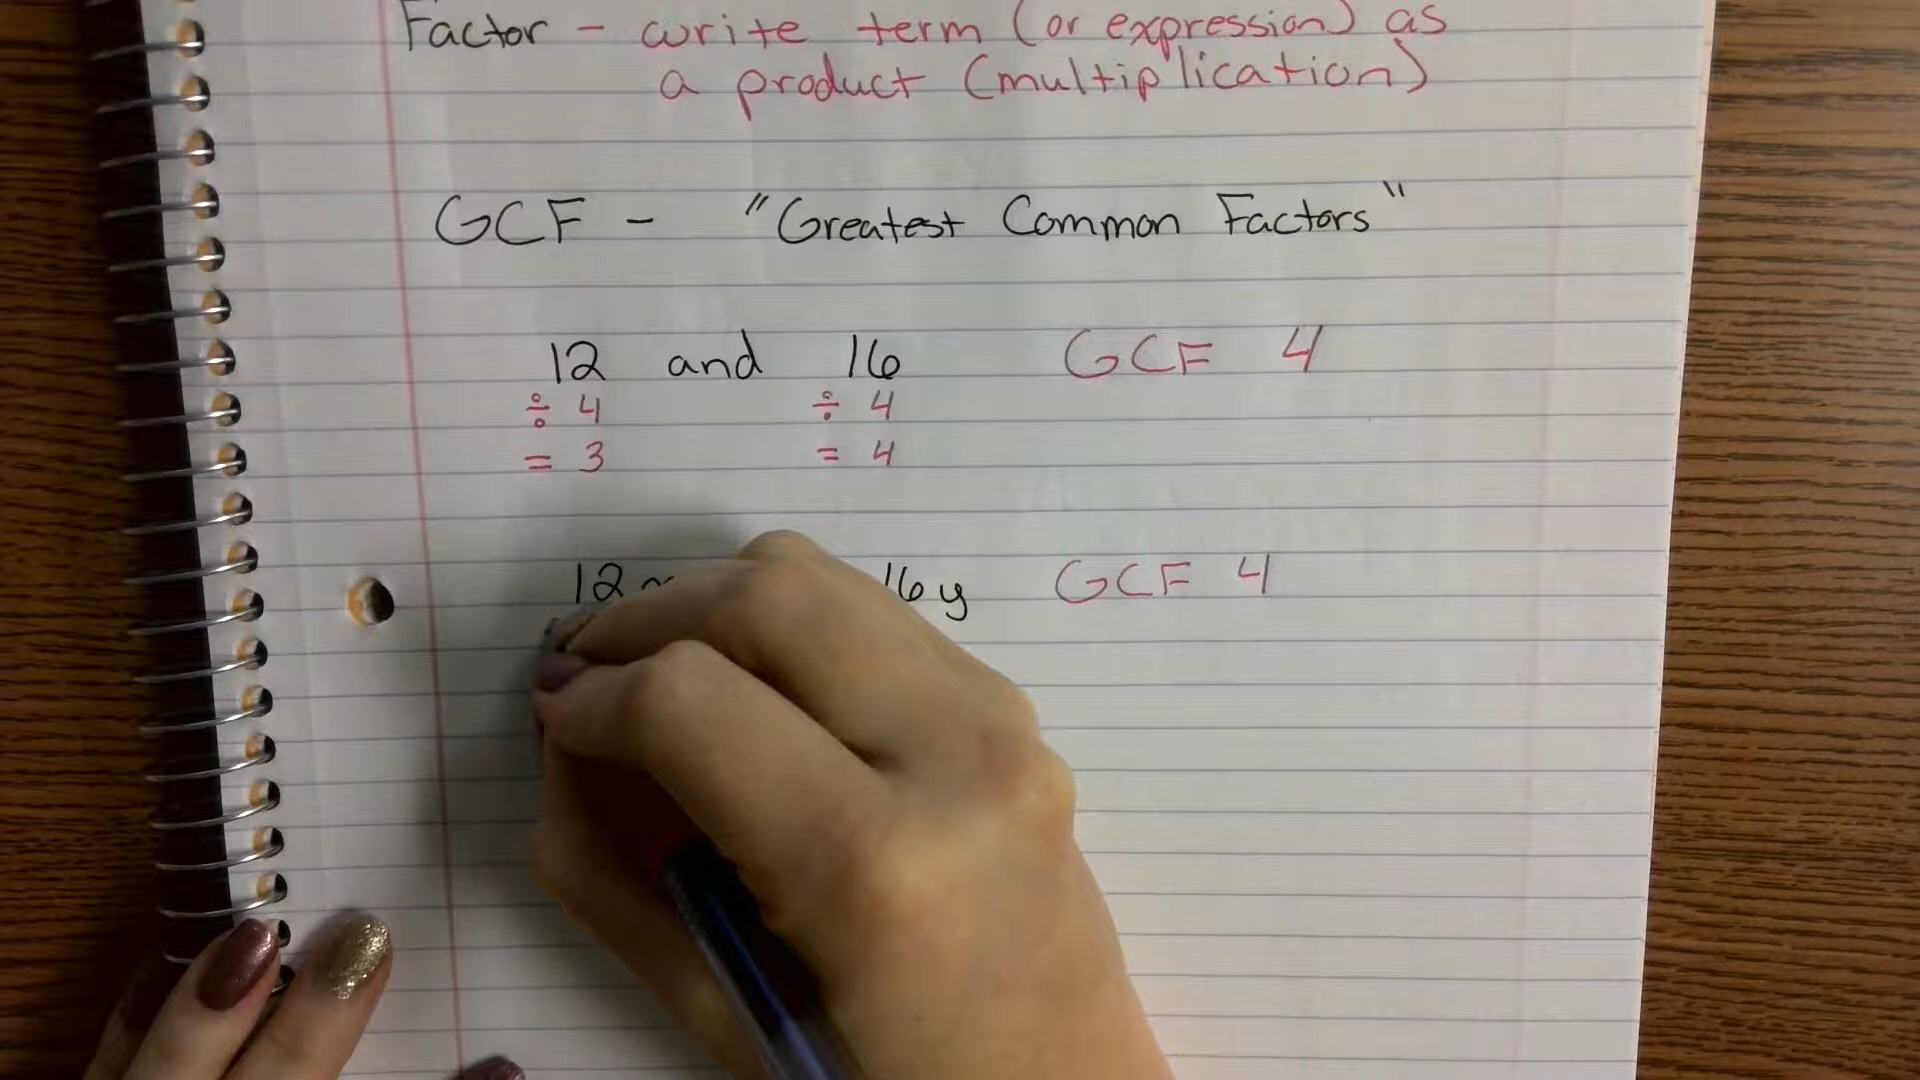 Factor - write term (or expression) as
a product (multiplication)
GCF - "Greatest Common Factors"
12 and 16 GCF 4
÷ 4 ÷ 4
= 3 = 4
12 16y GCF 4